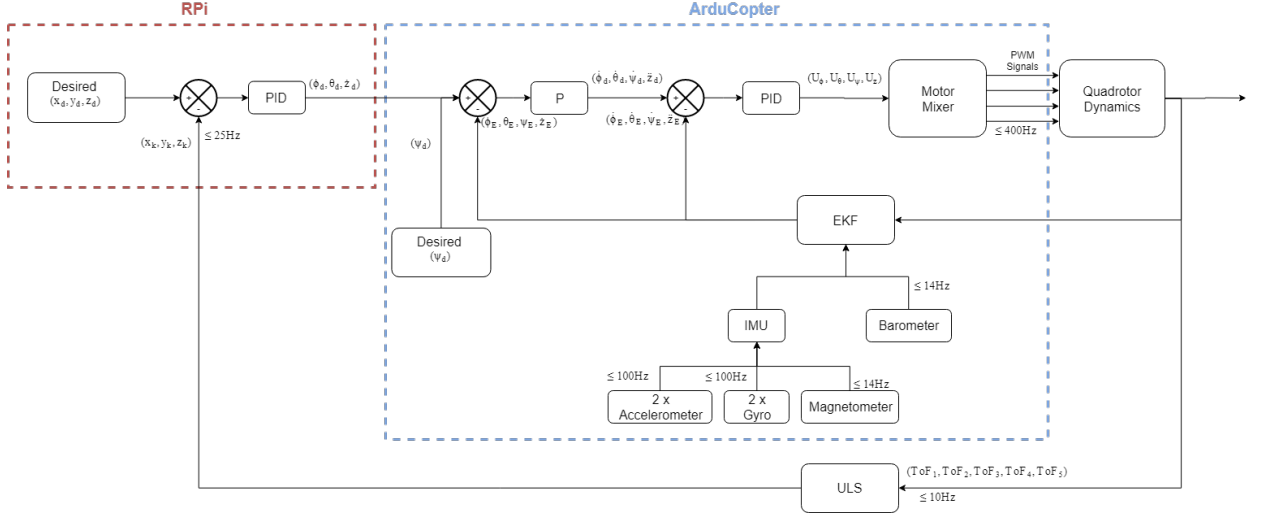 RPi
ArduCopter
Desired
(x_d, y_d, z_d)
+
-
PID
(ϕ_d, θ_d, ż_d)
(x_k, y_k, z_k)
≤ 25Hz
+
-
P
(ϕ̇_d, θ̇_d, ψ̇_d, z̈_d)
(ϕ_E, θ_E, ψ_E, ż_E)
+
-
PID
(ϕ̇_E, θ̇_E, ψ̇_E, z̈_E)
(U_ϕ, U_θ, U_ψ, U_z)
Motor
Mixer
PWM
Signals
≤ 400Hz
Quadrotor
Dynamics
(ψ_d)
Desired
(ψ_d)
EKF
≤ 14Hz
IMU
Barometer
≤ 100Hz
≤ 100Hz
≤ 14Hz
2 x
Accelerometer
2 x
Gyro
Magnetometer
ULS
(ToF_1, ToF_2, ToF_3, ToF_4, ToF_5)
≤ 10Hz